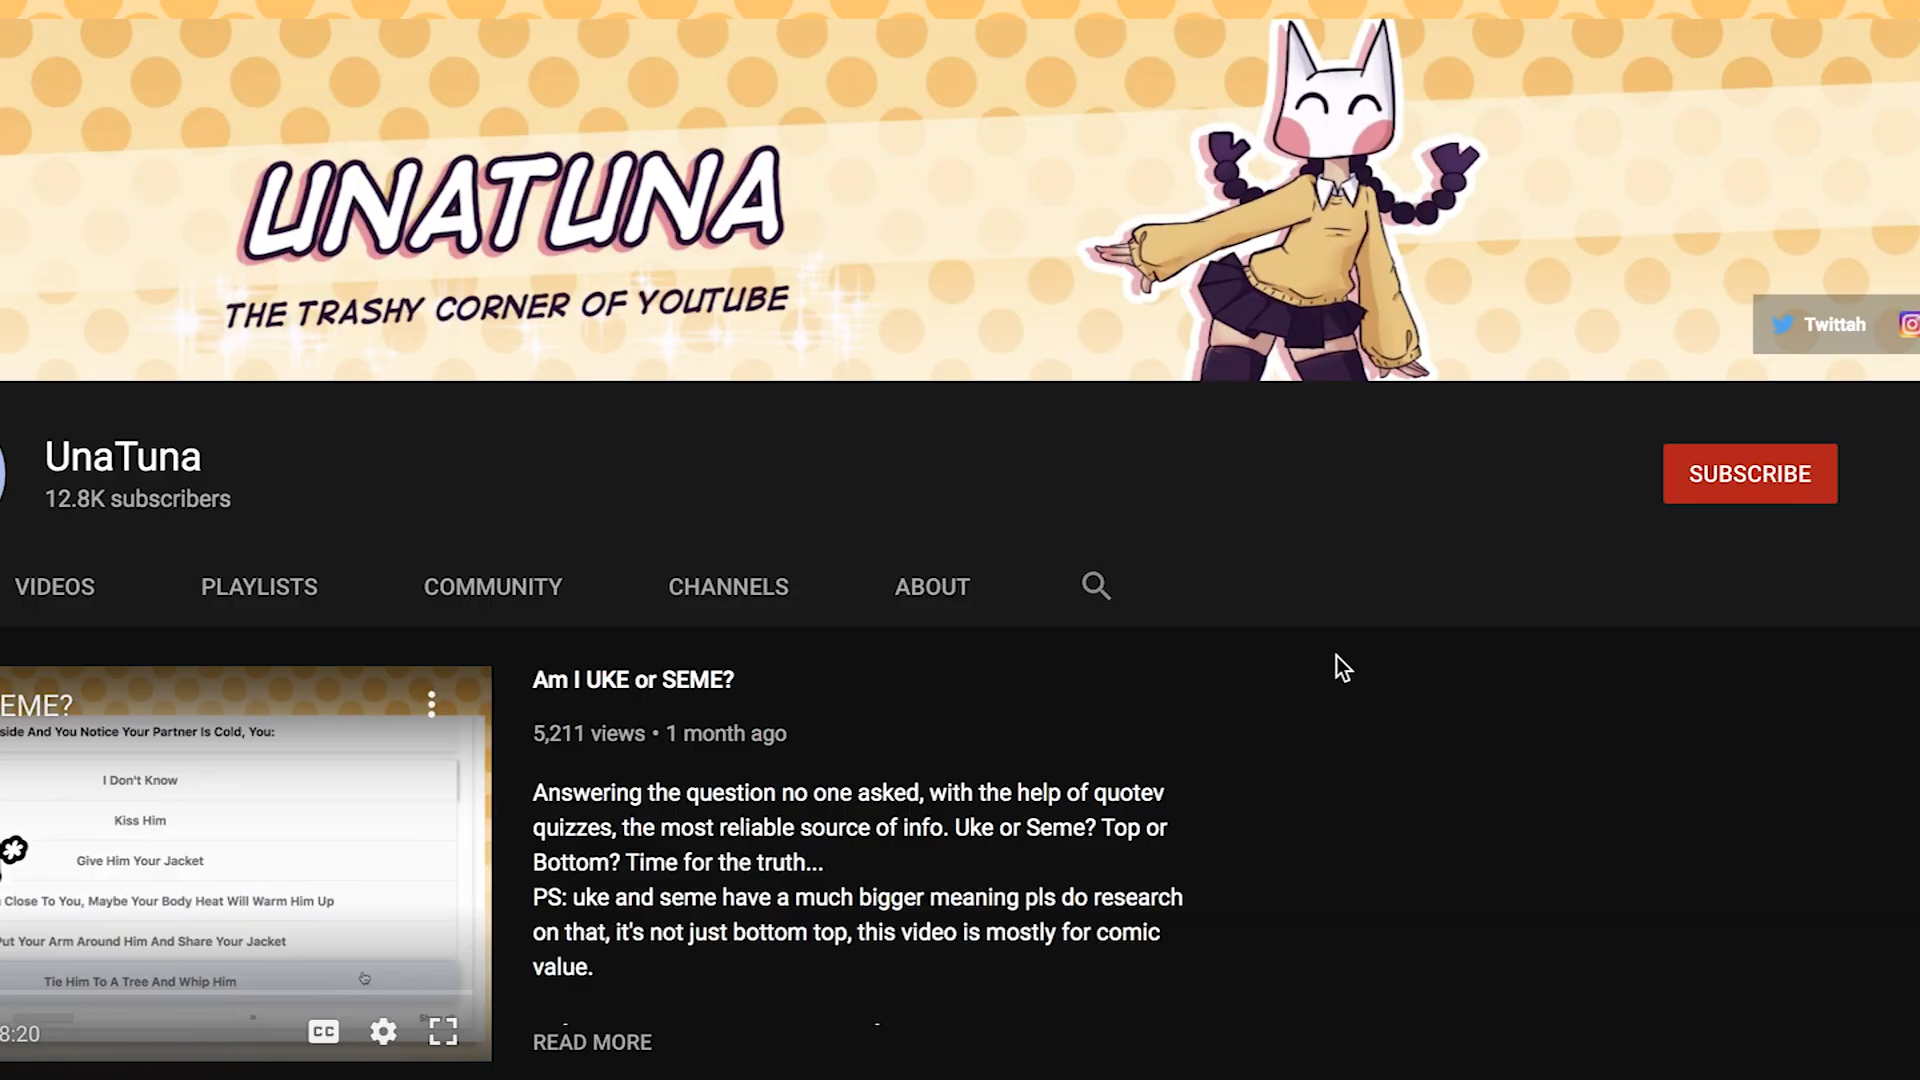 UNATUNA
THE TRASHY CORNER OF YOUTUBE
Twittah
UnaTuna
12.8K subscribers
SUBSCRIBE
VIDEOS
PLAYLISTS
COMMUNITY
CHANNELS
ABOUT
EME?
side And You Notice Your Partner Is Cold, You:
I Don't Know
Kiss Him
Give Him Your Jacket
Close To You, Maybe Your Body Heat Will Warm Him Up
Put Your Arm Around Him And Share Your Jacket
Tie Him To A Tree And Whip Him
8:20
CC
Am I UKE or SEME?
5,211 views • 1 month ago
Answering the question no one asked, with the help of quotev
quizzes, the most reliable source of info. Uke or Seme? Top or
Bottom? Time for the truth...
PS: uke and seme have a much bigger meaning pls do research
on that, it's not just bottom top, this video is mostly for comic
value.
READ MORE